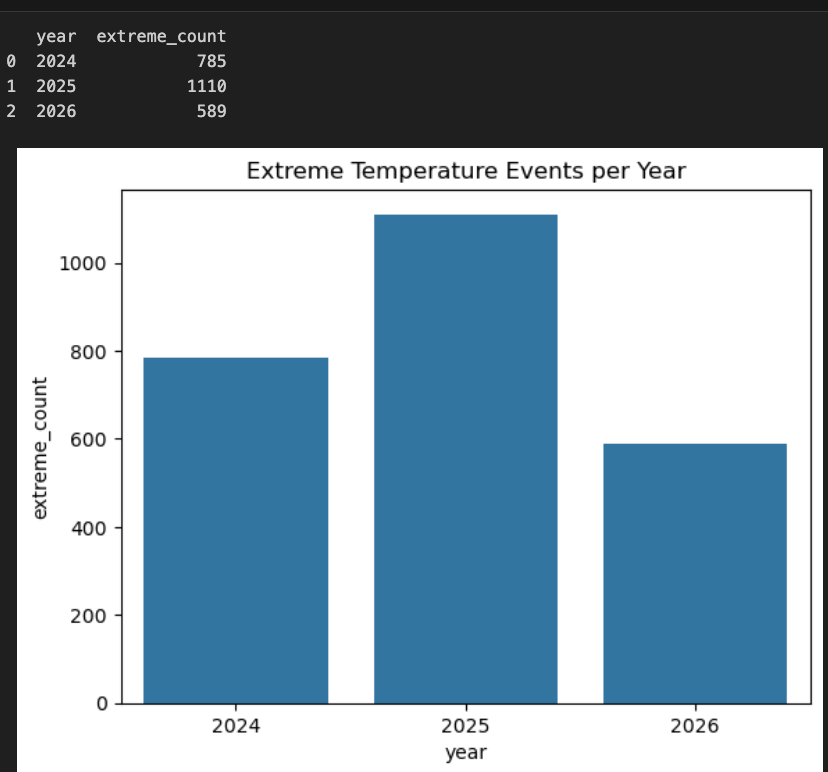 year extreme_count
0 2024 785
1 2025 1110
2 2026 589
Extreme Temperature Events per Year
1000
800
600
400
200
0
extreme_count
2024 2025 2026
year